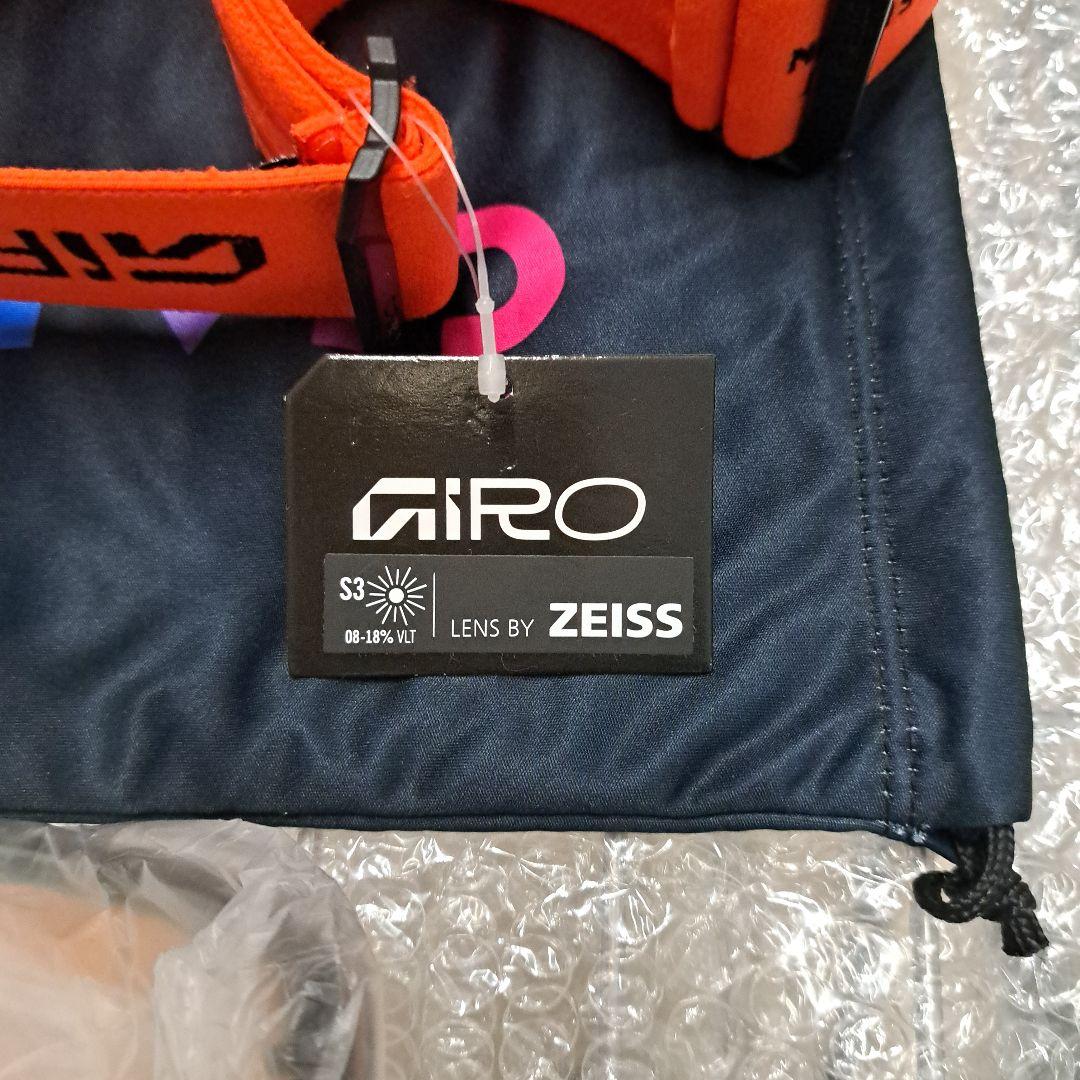 GIRO
S3
08-18% VLT
LENS BY ZEISS